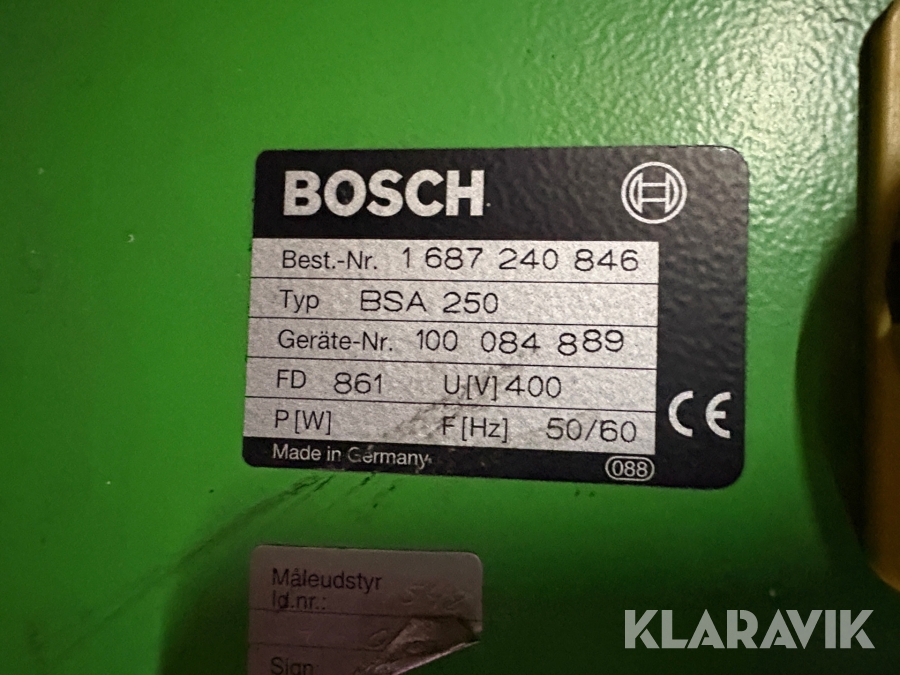 BOSCH
Best.-Nr. 1 687 240 846
Typ BSA 250
Geräte-Nr. 100 084 889
FD 861 U[V] 400
P[W] F[Hz] 50/60
CE
Made in Germany
088
Måleudstyr
Id.nr.:
Sign
KLARAVIK